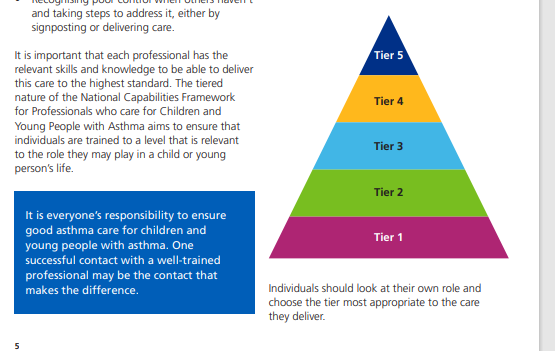 Recognising poor control when others haven't
and taking steps to address it, either by
signposting or delivering care.
It is important that each professional has the
relevant skills and knowledge to be able to deliver
this care to the highest standard. The tiered
nature of the National Capabilities Framework
for Professionals who care for Children and
Young People with Asthma aims to ensure that
individuals are trained to a level that is relevant
to the role they may play in a child or young
person's life.
It is everyone's responsibility to ensure
good asthma care for children and
young people with asthma. One
successful contact with a well-trained
professional may be the contact that
makes the difference.
5
Tier 5
Tier 4
Tier 3
Tier 2
Tier 1
Individuals should look at their own role and
choose the tier most appropriate to the care
they deliver.